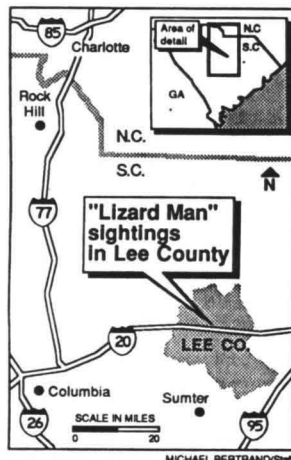 85
Charlotte
Area of
detail
N.C
S.C
GA
Rock
Hill
N.C.
S.C.
N
77
"Lizard Man"
sightings
in Lee County
20
LEE CO.
Columbia
Sumter
SCALE IN MILES
0 20
26
95
MICHAEL BERTRAND/Staff